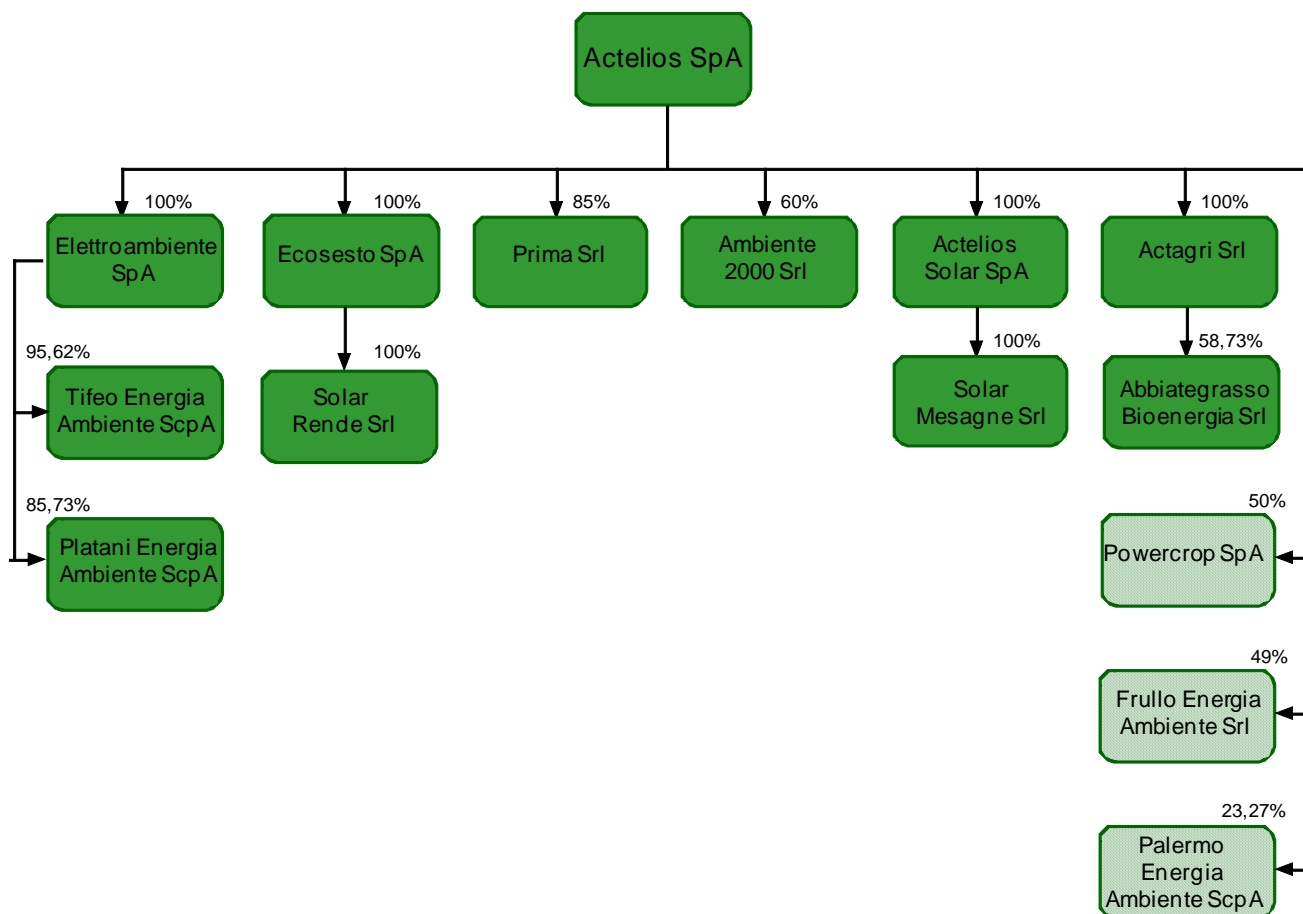 Actelios SpA
100%
100%
85%
60%
100%
100%
Elettroambiente
SpA
Ecosesto SpA
Prima Srl
Ambiente
2000 Srl
Actelios
Solar SpA
Actagri Srl
95,62%
100%
100%
58,73%
Tifeo Energia
Ambiente ScpA
Solar
Rende Srl
Solar
Mesagne Srl
Abbiategrasso
Bioenergia Srl
85,73%
50%
Platani Energia
Ambiente ScpA
Powercrop SpA
49%
Frullo Energia
Ambiente Srl
23,27%
Palermo
Energia
Ambiente ScpA